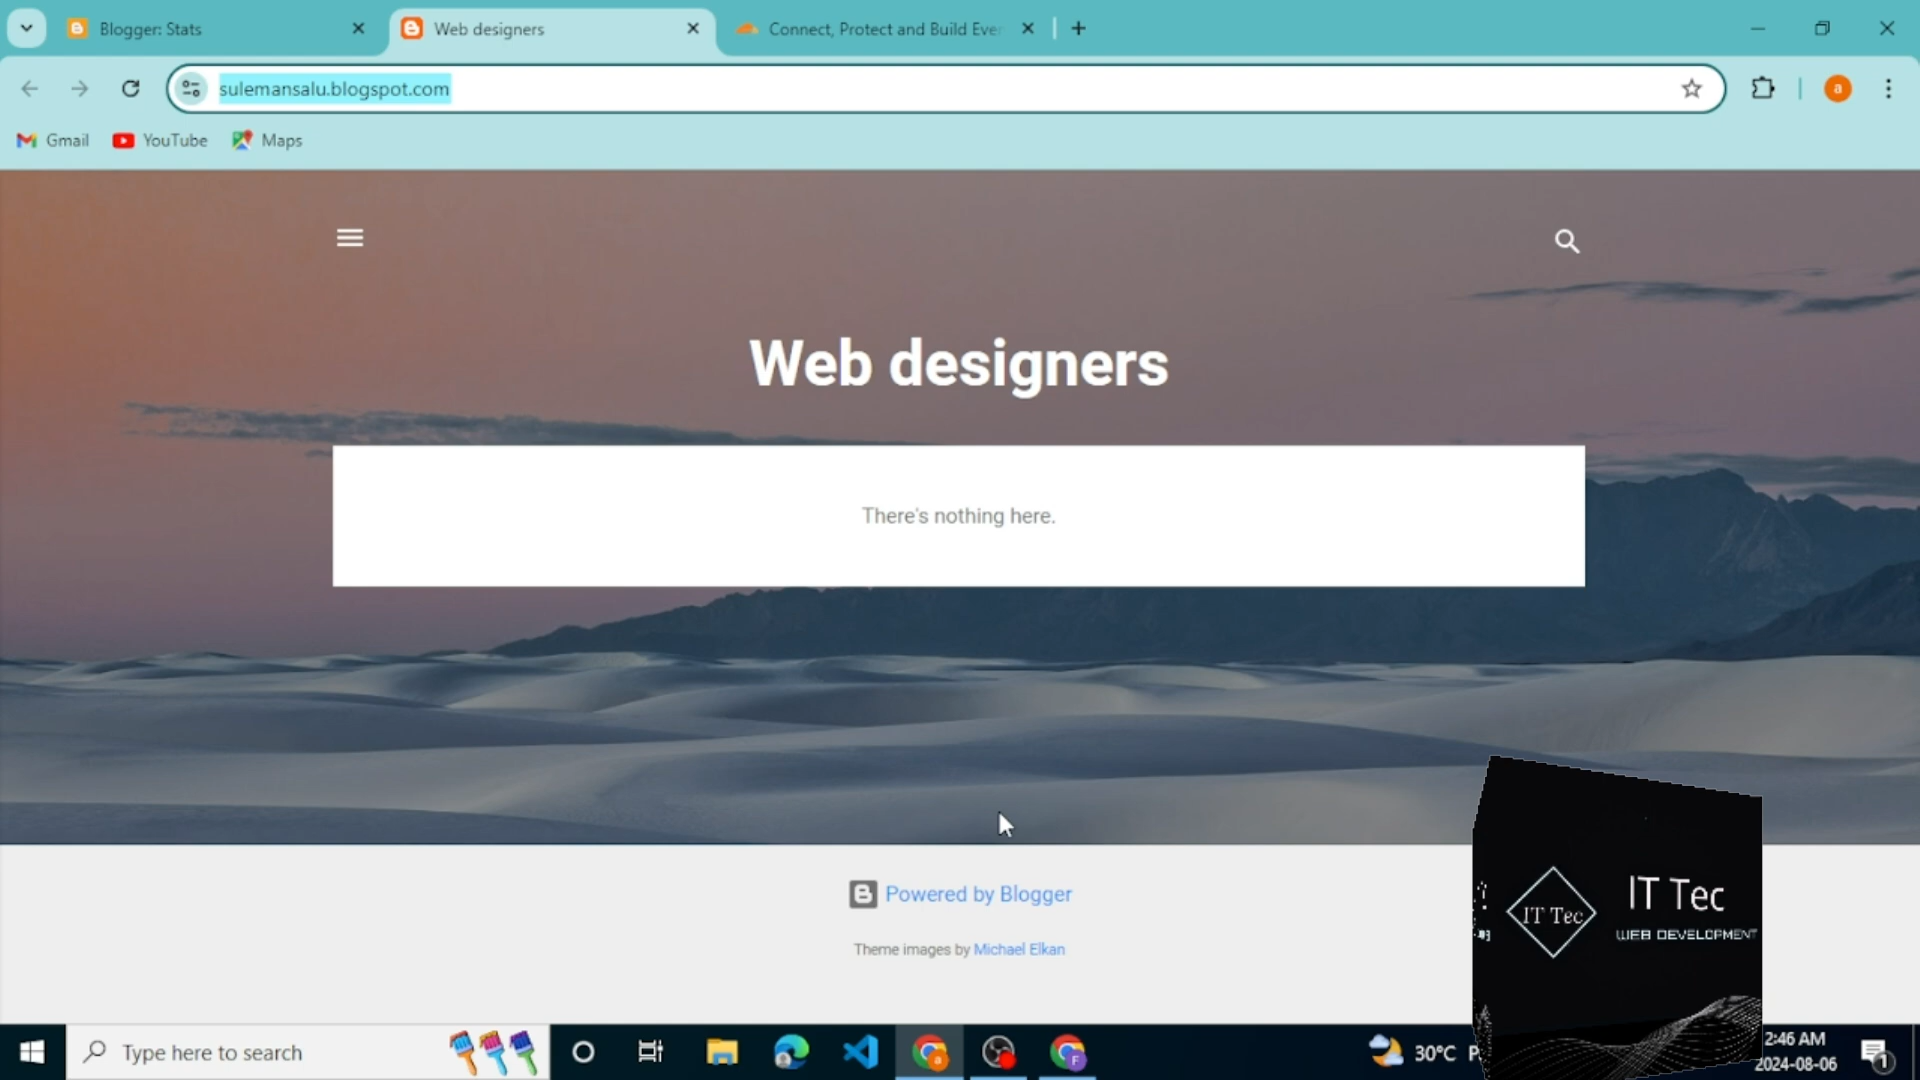 Blogger: Stats
Web designers
Connect, Protect and Build Ever
sulemansalu.blogspot.com
a
Gmail
YouTube
Maps
Web designers
There's nothing here.
Powered by Blogger
Theme images by Michael Elkan
IT Tec
IT Tec
WEB DEVELOPMENT
Type here to search
30°C P
2:46 AM
2024-08-06
1